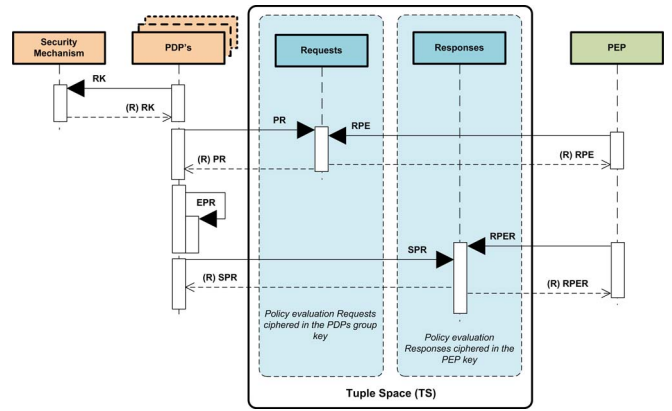 Security
Mechanism
PDP's
Requests
Responses
PEP
RK
(R) RK
PR
RPE
(R) PR
(R) RPE
EPR
RPER
SPR
(R) SPR
(R) RPER
Policy evaluation Requests
ciphered in the PDPs group
key
Policy evaluation
Responses ciphered in the
PEP key
Tuple Space (TS)